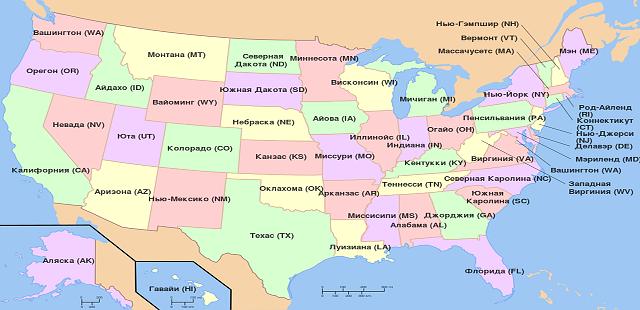 Нью-Гэмпшир (NH)
Вермонт (VT)
Массачусетс (MA)
Вашингтон (WA)
Монтана (MT)
Северная
Дакота (ND)
Миннесота (MN)
Мэн (ME)
Орегон (OR)
Айдахо (ID)
Южная Дакота (SD)
Висконсин (WI)
Мичиган (MI)
Нью-Йорк (NY)
Вайоминг (WY)
Небраска (NE)
Айова (IA)
Пенсильвания (PA)
Род-Айленд
(RI)
Коннектикут
(CT)
Нью-Джерси
(NJ)
Делавэр (DE)
Мэриленд (MD)
Вашингтон (WA)
Западная
Виргиния (WV)
Невада (NV)
Юта (UT)
Колорадо (CO)
Канзас (KS)
Миссури (MO)
Иллинойс (IL)
Индиана (IN)
Огайо (OH)
Кентукки (KY)
Виргиния (VA)
Калифорния (CA)
Аризона (AZ)
Нью-Мексико (NM)
Оклахома (OK)
Арканзас (AR)
Теннесси (TN)
Северная Каролина (NC)
Южная
Каролина (SC)
Техас (TX)
Луизиана (LA)
Миссисипи (MS)
Алабама (AL)
Джорджия (GA)
Флорида (FL)
Аляска (AK)
Гавайи (HI)